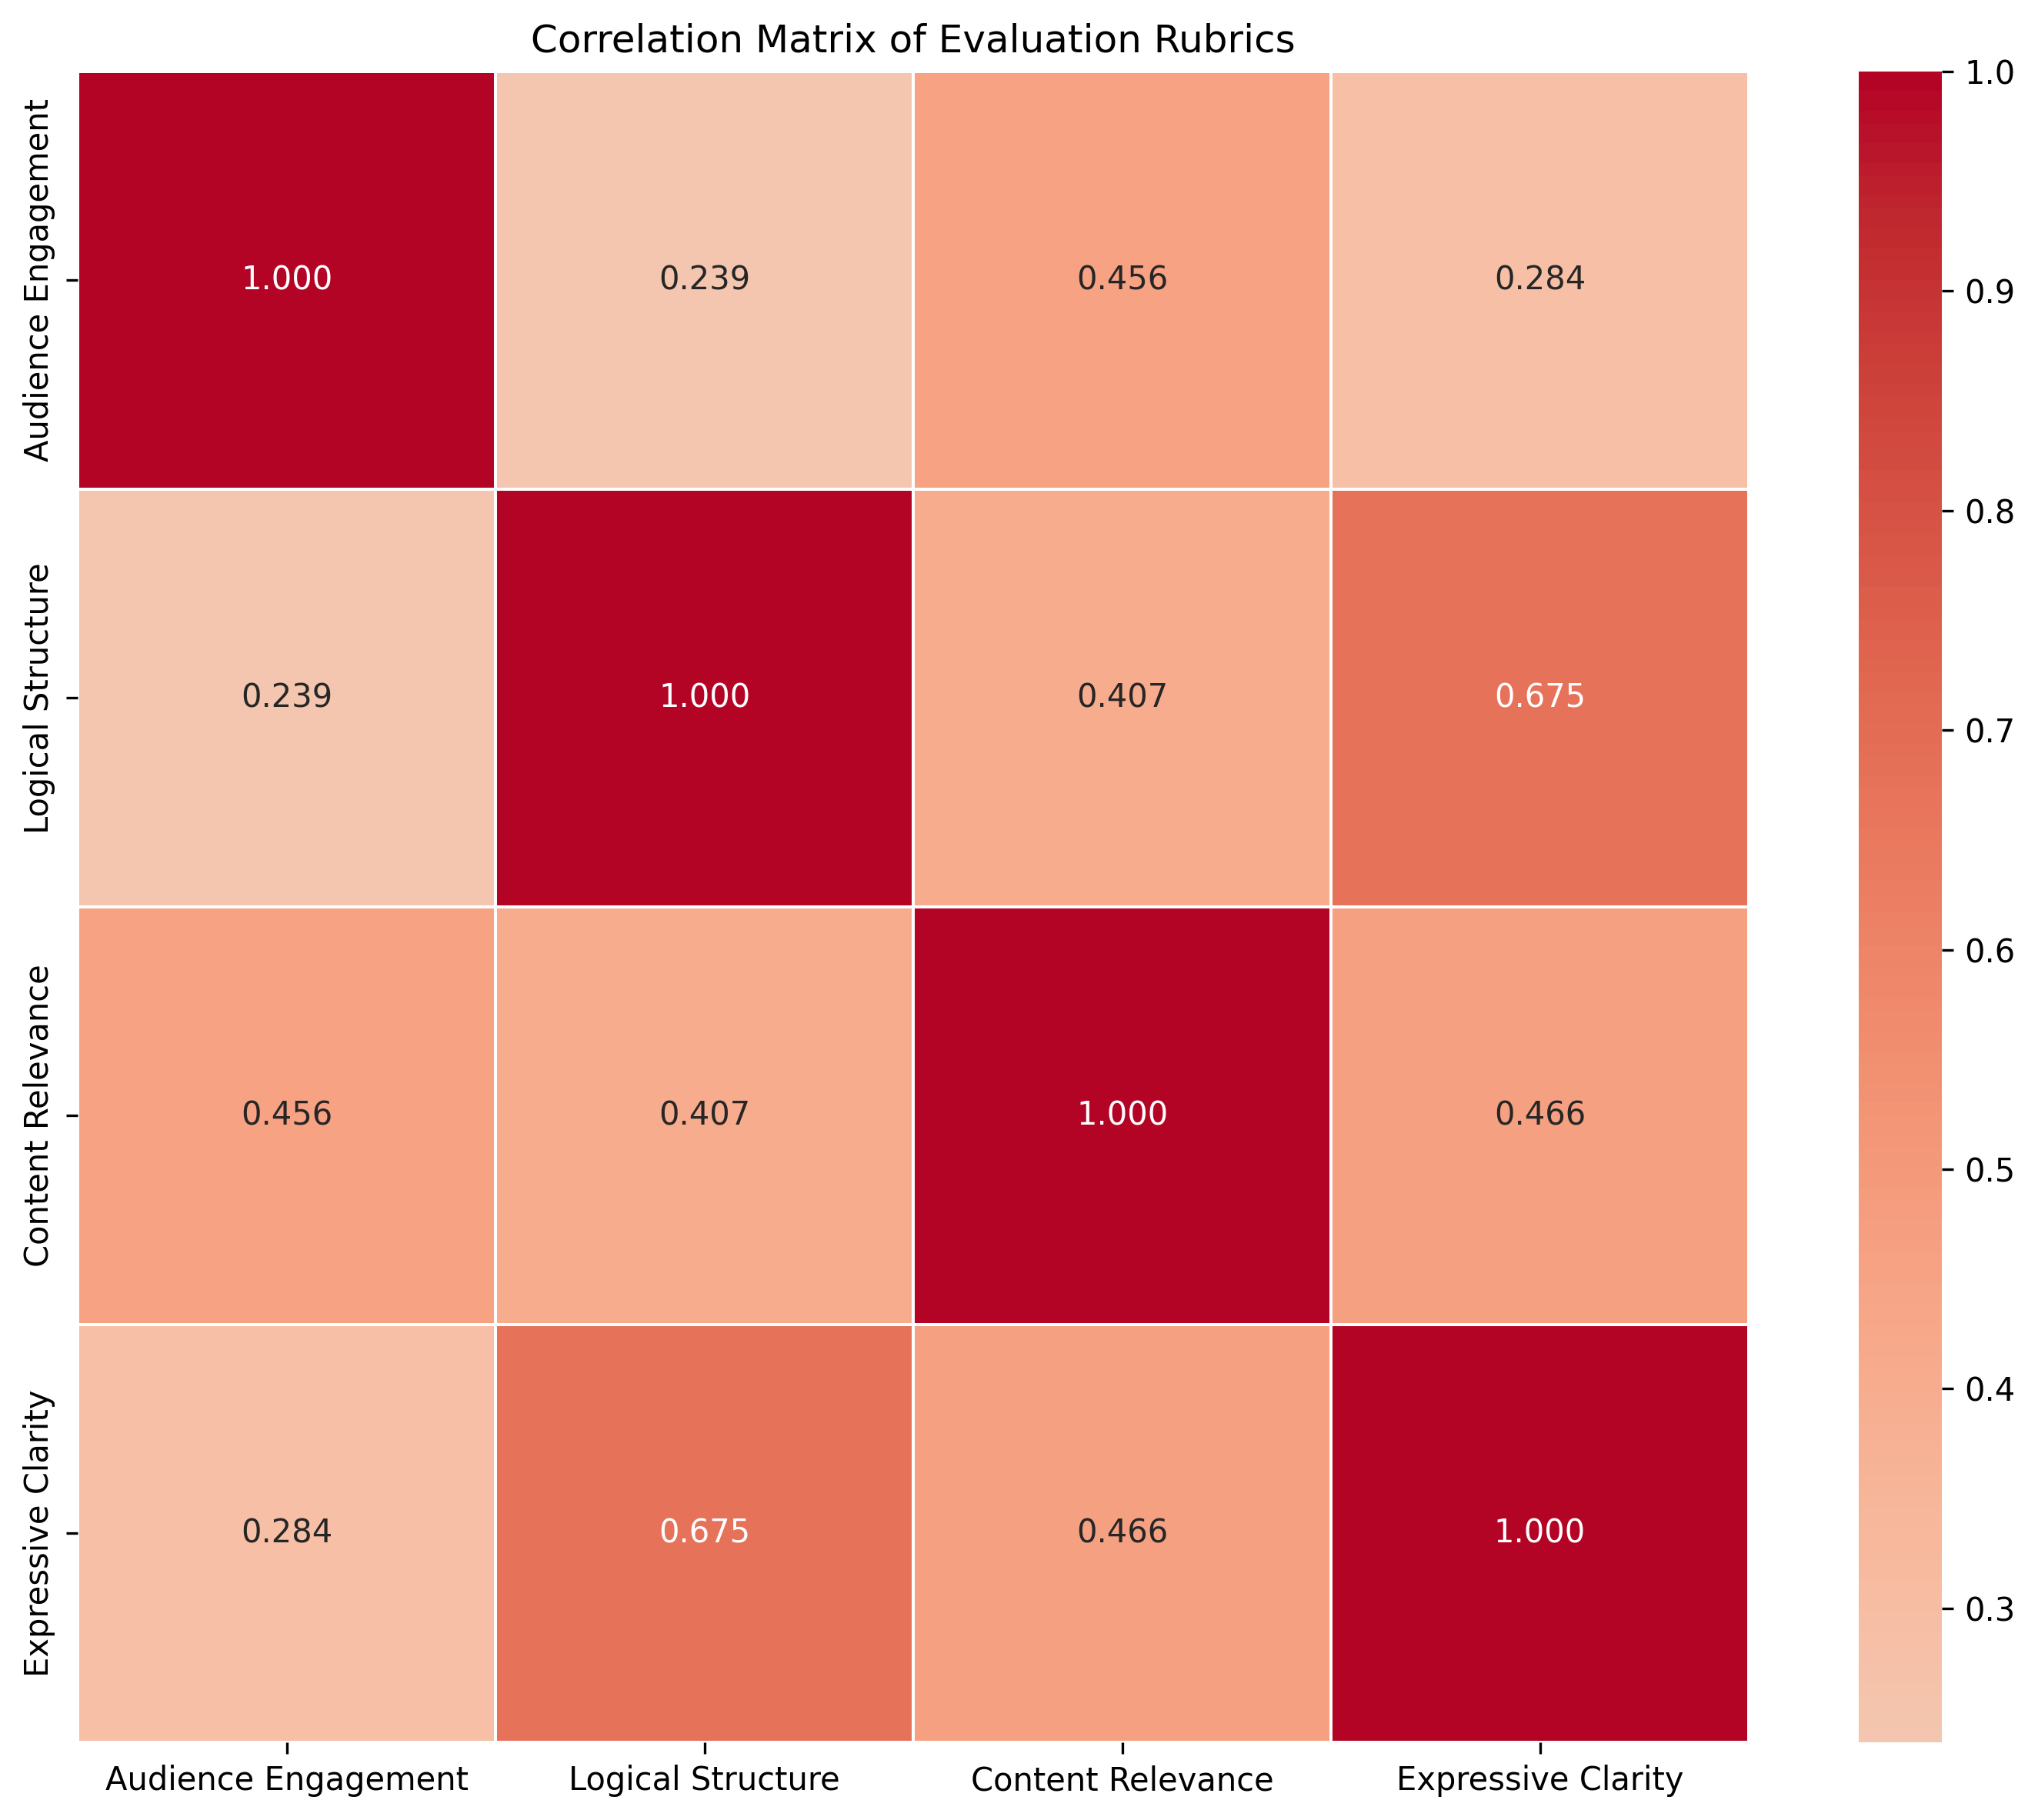 Correlation Matrix of Evaluation Rubrics
Audience Engagement
1.000 0.239 0.456 0.284
Logical Structure
0.239 1.000 0.407 0.675
Content Relevance
0.456 0.407 1.000 0.466
Expressive Clarity
0.284 0.675 0.466 1.000
Audience Engagement Logical Structure Content Relevance Expressive Clarity
1.0
0.9
0.8
0.7
0.6
0.5
0.4
0.3